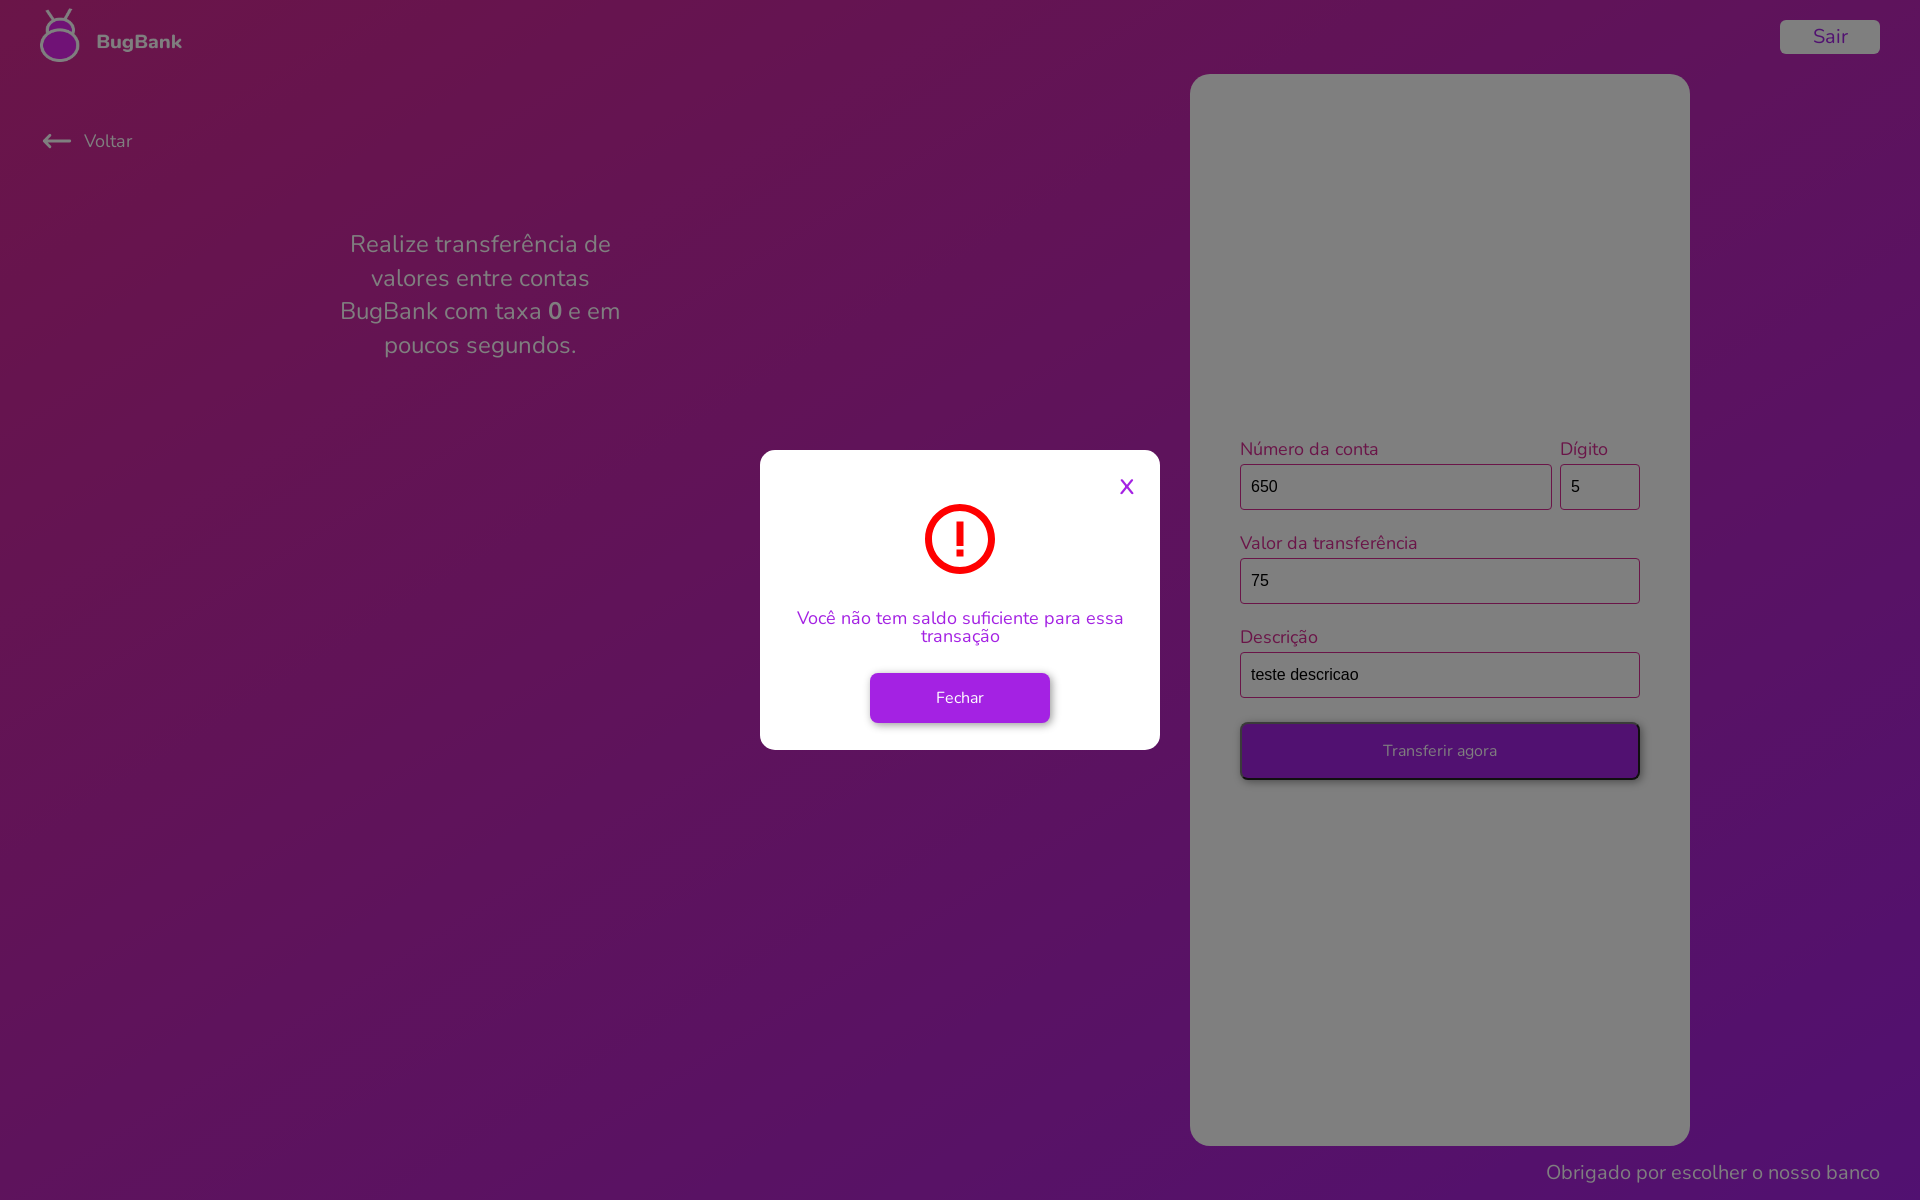 BugBank
Sair
Voltar
Realize transferência de
valores entre contas
BugBank com taxa 0 e em
poucos segundos.
Número da conta
Dígito
650
5
Valor da transferência
75
Descrição
teste descricao
Transferir agora
X
Você não tem saldo suficiente para essa
transação
Fechar
Obrigado por escolher o nosso banco